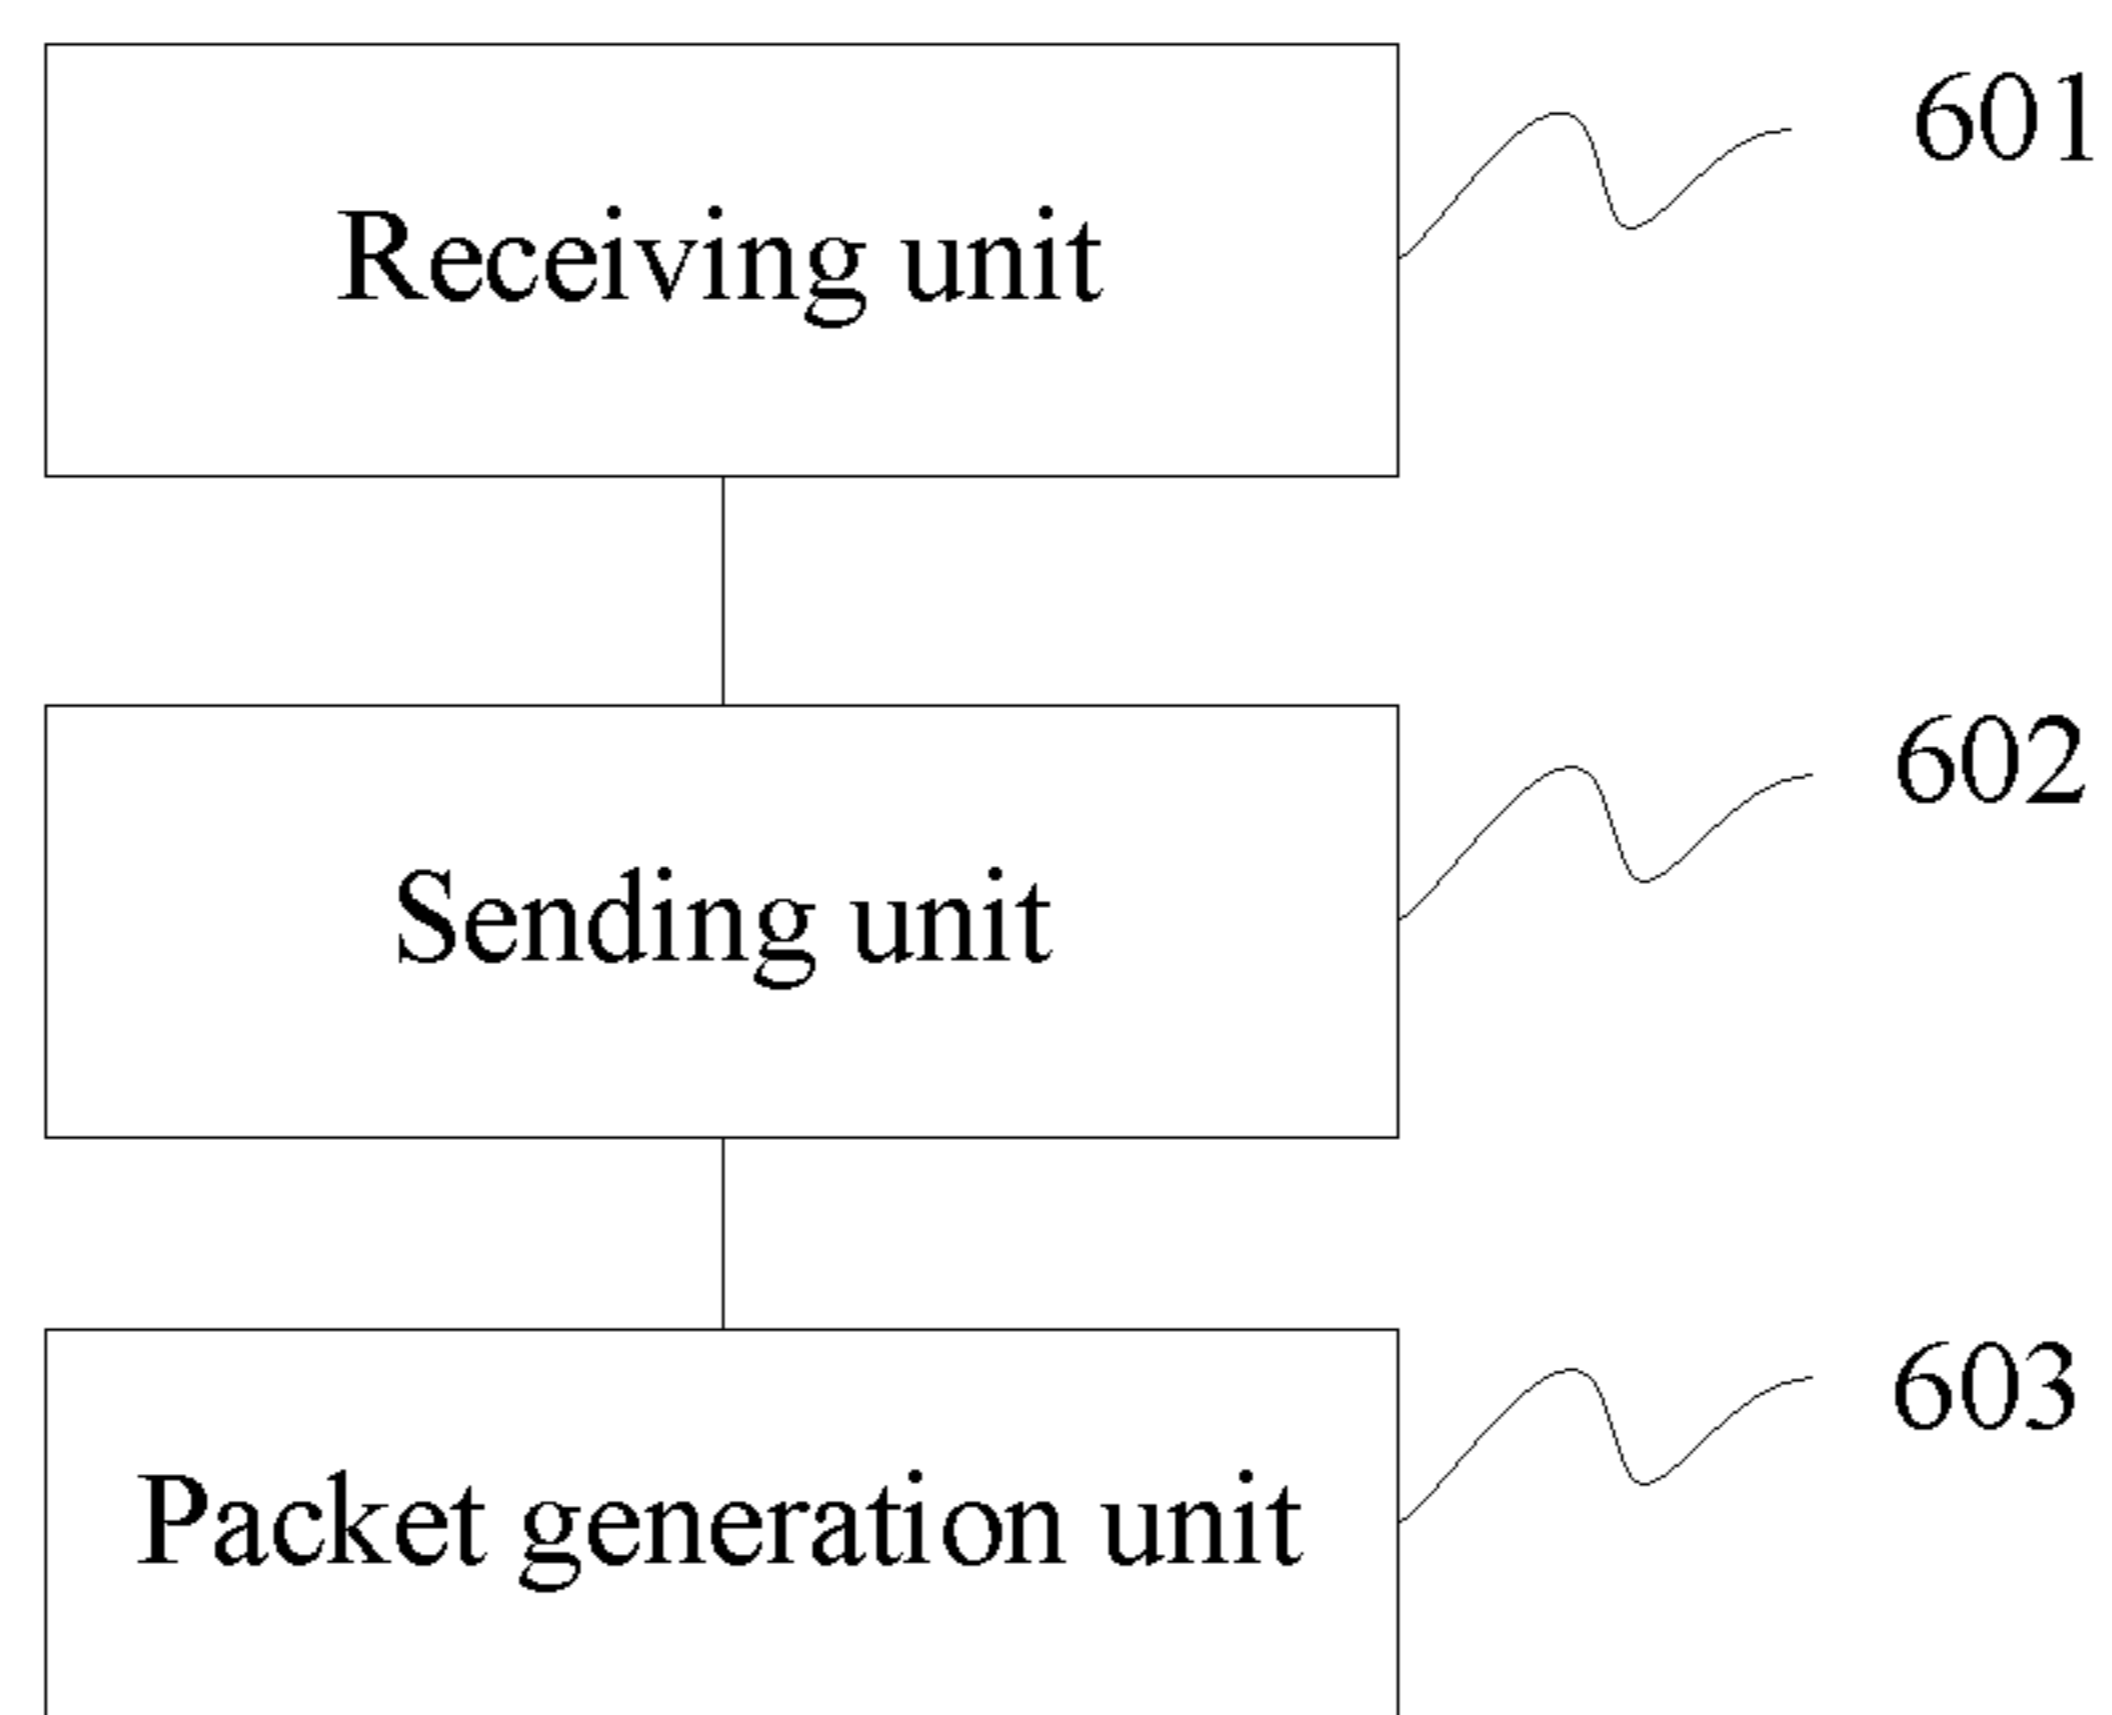 601
Receiving unit
602
Sending unit
603
Packet generation unit